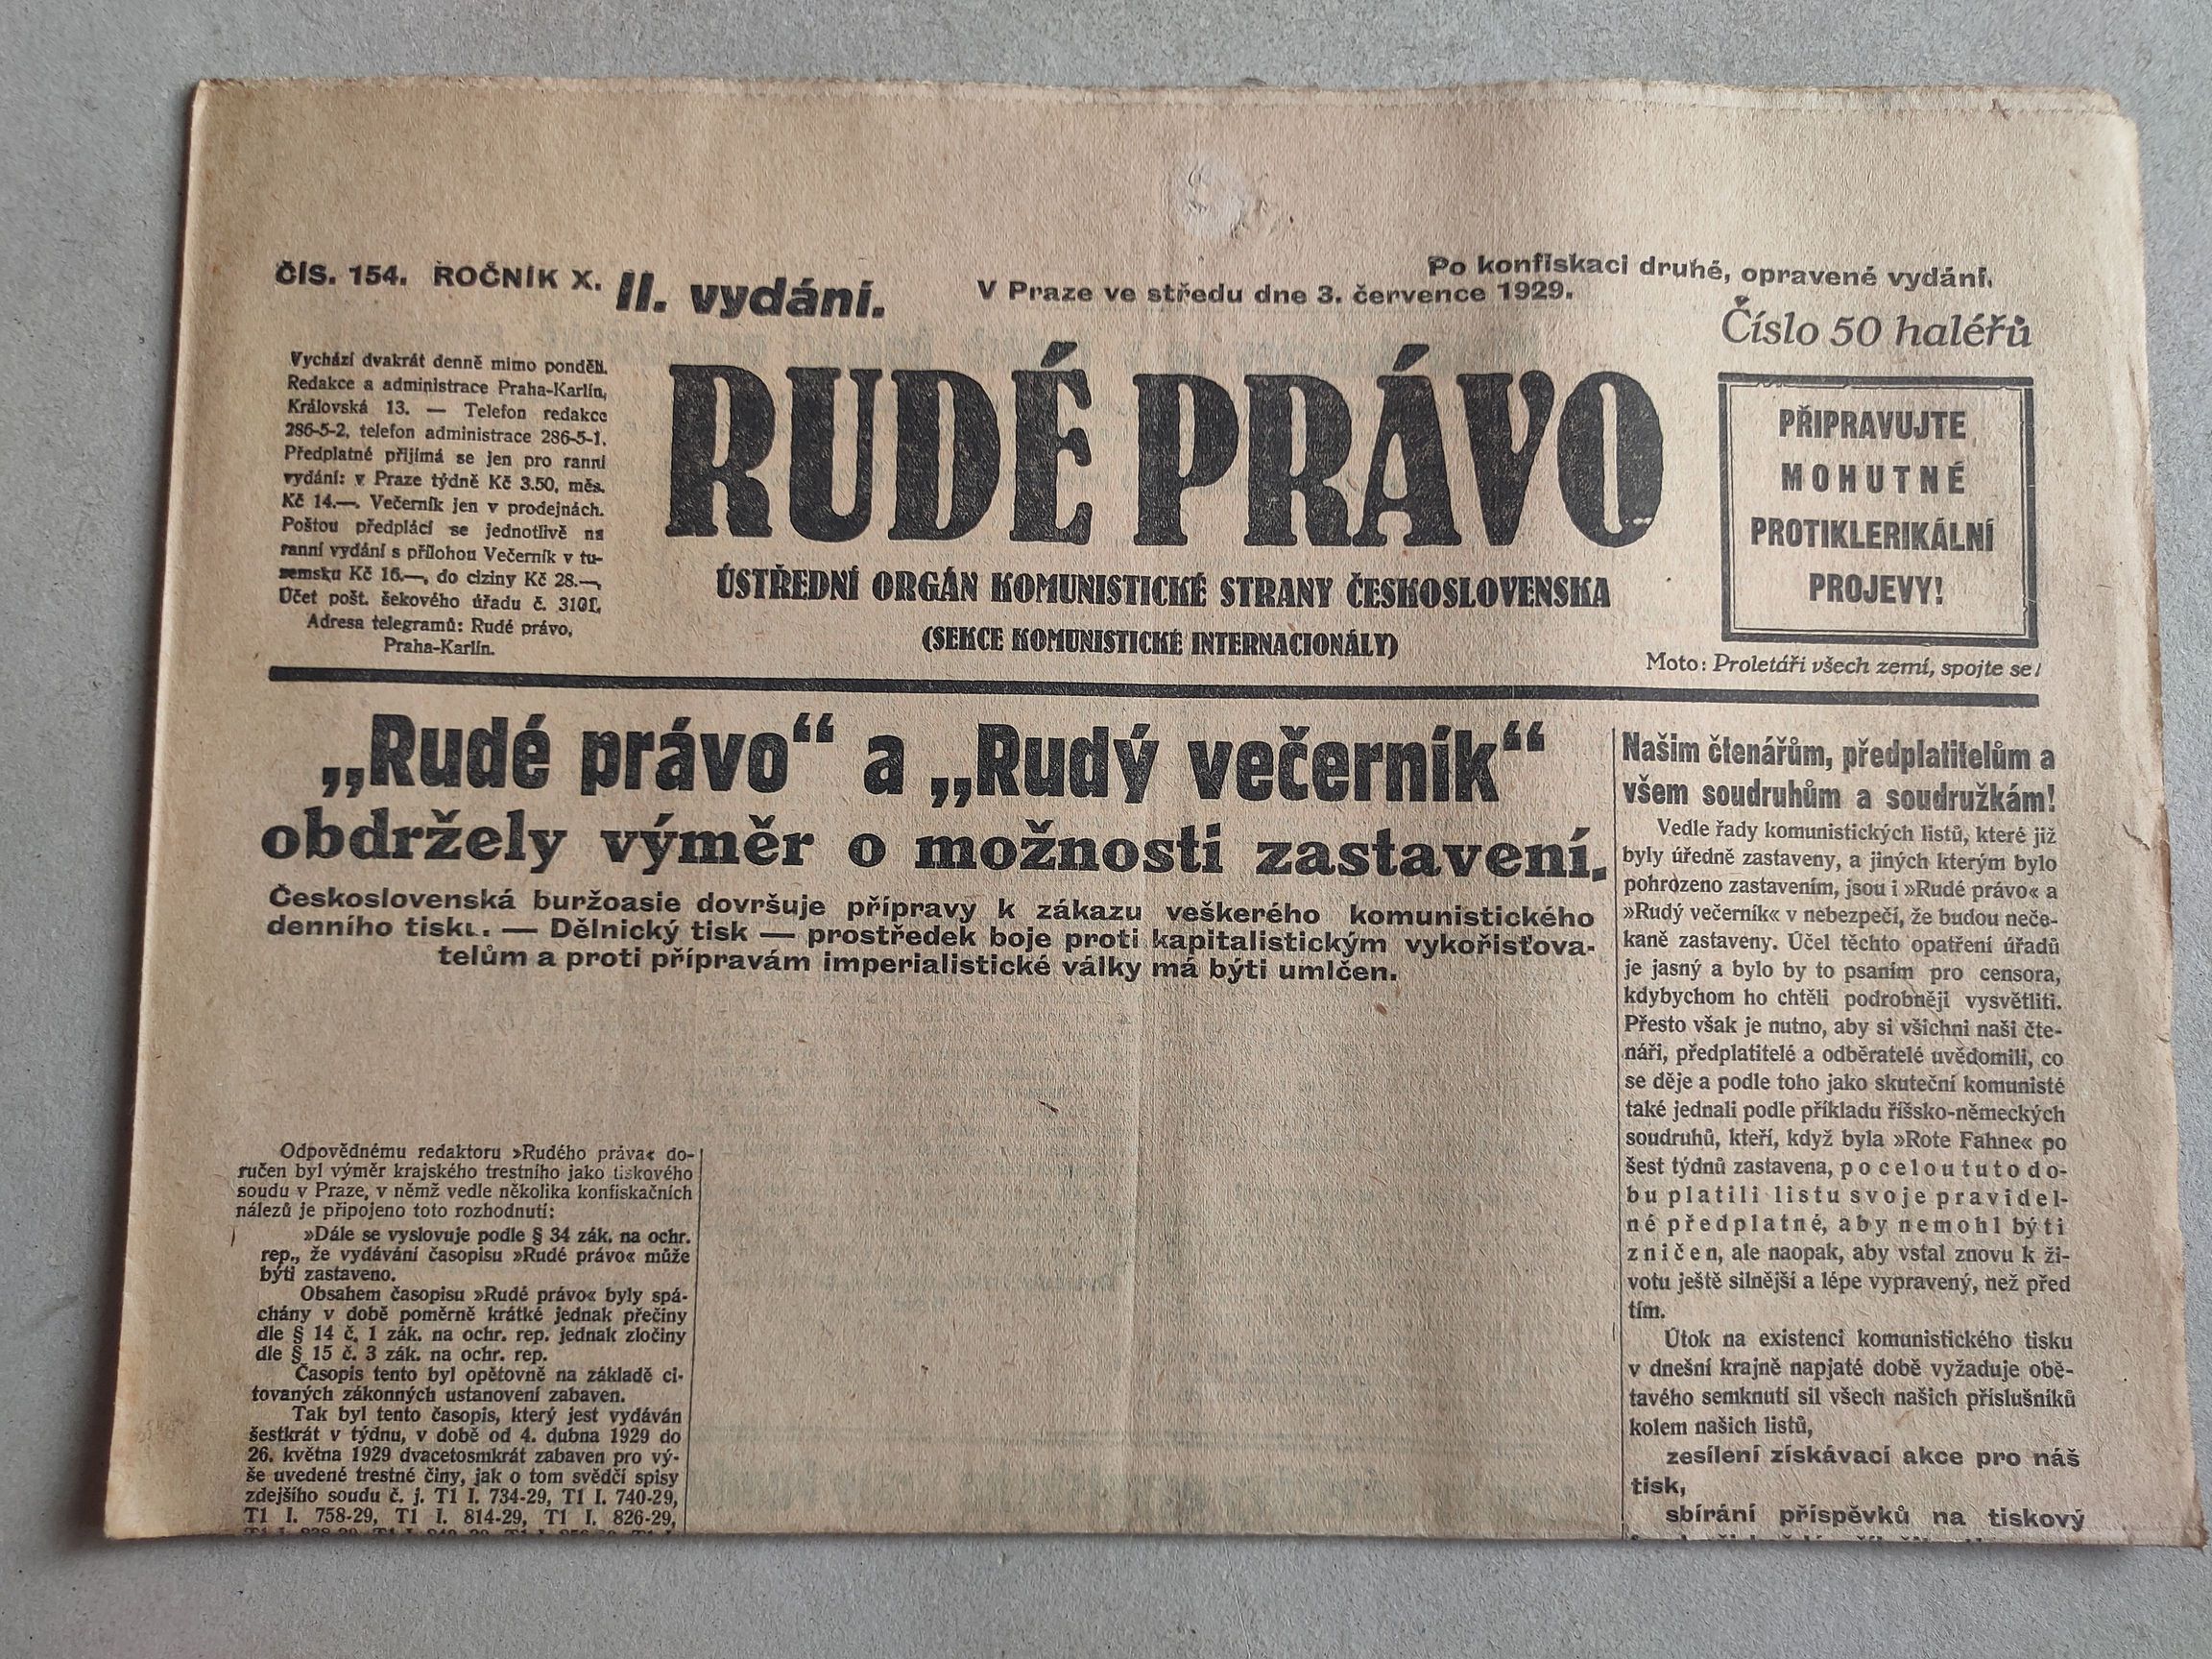 ČÍS. 154. ROČNÍK X. II. vydání.
V Praze ve středu dne 3. července 1929.
Po konfiskaci druhé, opravené vydání.
Číslo 50 haléřů
Vychází dvakrát denně mimo pondělí.
Redakce a administrace Praha-Karlín,
Královská 13. — Telefon redakce
286-5-2, telefon administrace 286-5-1.
Předplatné přijímá se jen pro ranní
vydání: v Praze týdně Kč 3.50, měs.
Kč 14.—. Večerník jen v prodejnách.
Poštou předplácí se jednotlivě na
ranní vydání s přílohou Večerník v tu-
zemsku Kč 16.—, do ciziny Kč 28.—,
Účet pošt. šekového úřadu č.
Adresa telegramů: Rudé právo,
Praha-Karlín.
RUDÉ PRÁVO
ÚSTŘEDNÍ ORGÁN KOMUNISTICKÉ STRANY ČESKOSLOVENSKA
(SEKCE KOMUNISTICKÉ INTERNACIONÁLY)
PŘIPRAVUJTE
MOHUTNÉ
PROTIKLERIKÁLNÍ
PROJEVY!
Moto: Proletáři všech zemí, spojte se!
„Rudé právo“ a „Rudý večerník“
obdržely výměr o možnosti zastavení.
Československá buržoasie dovršuje přípravy k zákazu veškerého komunistického
denního tisku. — Dělnický tisk — prostředek boje proti kapitalistickým vykořisťova-
telům a proti přípravám imperialistické války má býti umlčen.
Odpovědnému redaktoru »Rudého práva« do-
ručen byl výměr krajského trestního jako tiskového
soudu v Praze, v němž vedle několika konfiskačních
nálezů je připojeno toto rozhodnutí:
»Dále se vyslovuje podle § 34 zák. na ochr.
rep., že vydávání časopisu »Rudé právo« může
býti zastaveno.
Obsahem časopisu »Rudé právo« byly spá-
chány v době poměrně krátké jednak přečiny
dle § 14 č. 1 zák. na ochr. rep. jednak zločiny
dle § 15 č. 3 zák. na ochr. rep.
Časopis tento byl opětovně na základě ci-
tovaných zákonných ustanovení zabaven.
Tak byl tento časopis, který jest vydáván
šestkrát v týdnu, v době od 4. dubna 1929 do
26. května 1929 dvacetosmkrát zabaven pro vý-
še uvedené trestné činy, jak o tom svědčí spisy
zdejšího soudu č. j. T1 I. 734-29, T1 I. 740-29,
T1 I. 758-29, T1 I. 814-29, T1 I. 826-29,
Našim čtenářům, předplatitelům a
všem soudruhům a soudružkám!
Vedle řady komunistických listů, které již
byly úředně zastaveny, a jiných kterým bylo
pohrozeno zastavením, jsou i »Rudé právo« a
»Rudý večerník« v nebezpečí, že budou neče-
kaně zastaveny. Účel těchto opatření úřadů
je jasný a bylo by to psaním pro censora,
kdybychom ho chtěli podrobněji vysvětliti.
Přesto však je nutno, aby si všichni naši čte-
náři, předplatitelé a odběratelé uvědomili, co
se děje a podle toho jako skuteční komunisté
také jednali podle příkladu říšsko-německých
soudruhů, kteří, když byla »Rote Fahne« po
šest týdnů zastavena, po celou tuto do-
bu platili listu svoje pravidel-
né předplatné, aby nemohl býti
zničen, ale naopak, aby vstal znovu k ži-
votu ještě silnější a lépe vypravený, než před
tím.
Útok na existenci komunistického tisku
v dnešní krajně napjaté době vyžaduje obě-
tavého semknutí sil všech našich příslušníků
kolem našich listů,
zesílení získávací akce pro náš
tisk,
sbírání příspěvků na tiskový